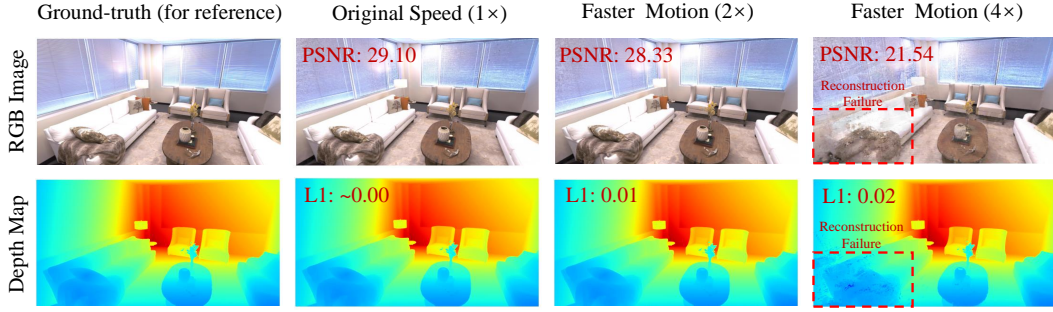 Ground-truth (for reference)
Original Speed (1×)
Faster Motion (2×)
Faster Motion (4×)
RGB Image
PSNR: 29.10
PSNR: 28.33
PSNR: 21.54
Reconstruction
Failure
Depth Map
L1: ~0.00
L1: 0.01
L1: 0.02
Reconstruction
Failure